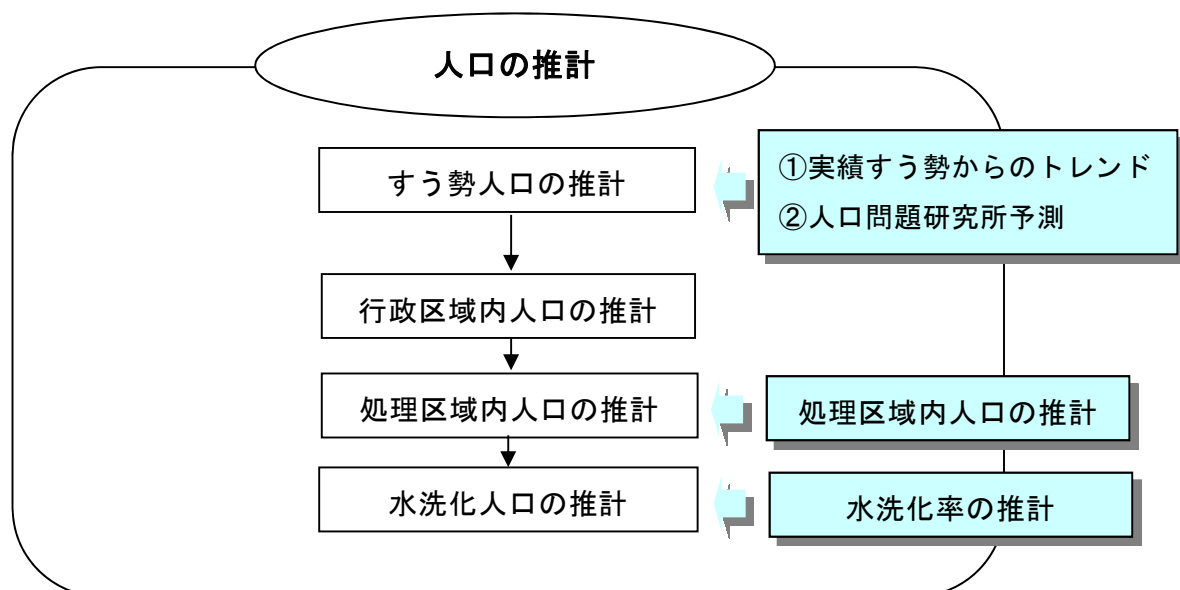 人口の推計
すう勢人口の推計
①実績すう勢からのトレンド
②人口問題研究所予測
行政区域内人口の推計
処理区域内人口の推計
処理区域内人口の推計
水洗化人口の推計
水洗化率の推計